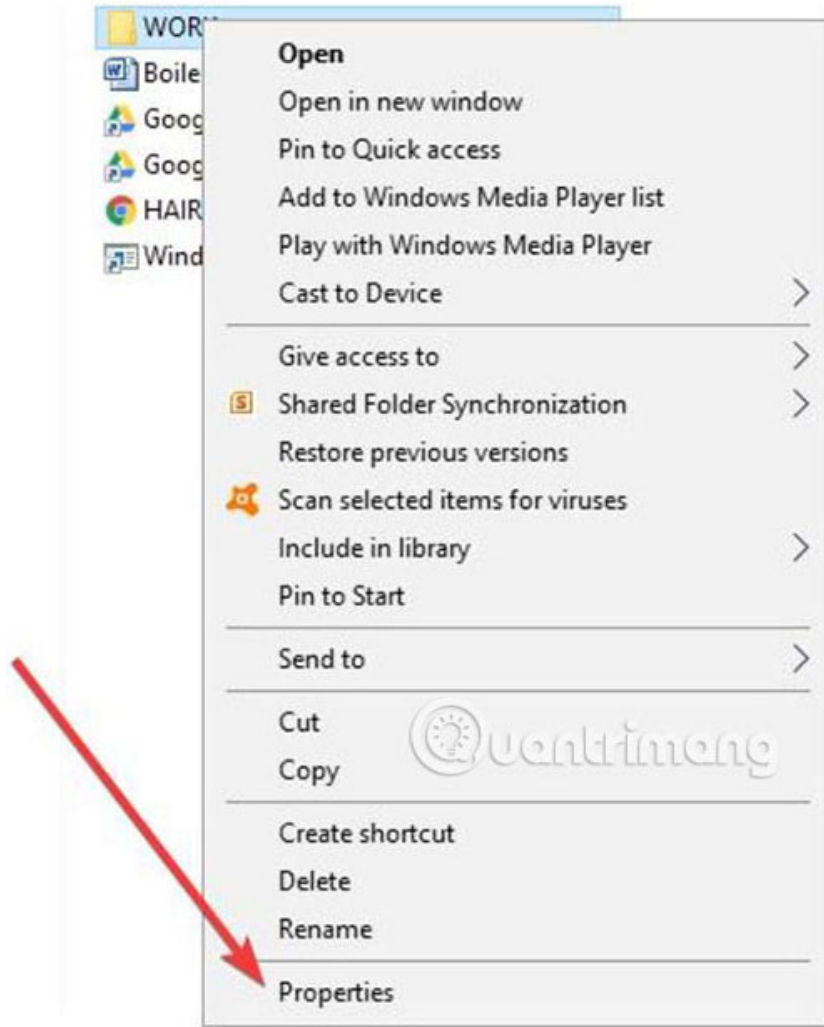 WORK
Open
Boile
Open in new window
Goog
Pin to Quick access
Goog
Add to Windows Media Player list
HAIR
Play with Windows Media Player
Wind
Cast to Device
Give access to
Shared Folder Synchronization
Restore previous versions
Scan selected items for viruses
Include in library
Pin to Start
Send to
Cut
Quantrimang
Copy
Create shortcut
Delete
Rename
Properties